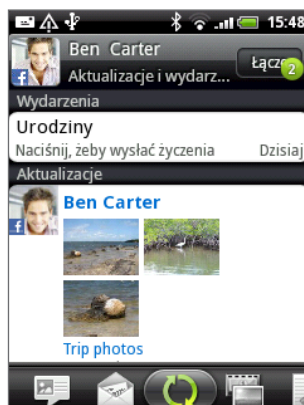 15:48
Ben Carter
Aktualizacje i wydarz...
Łącze
2
Wydarzenia
Urodziny
Naciśnij, żeby wysłać życzenia Dzisiaj
Aktualizacje
Ben Carter
Trip photos